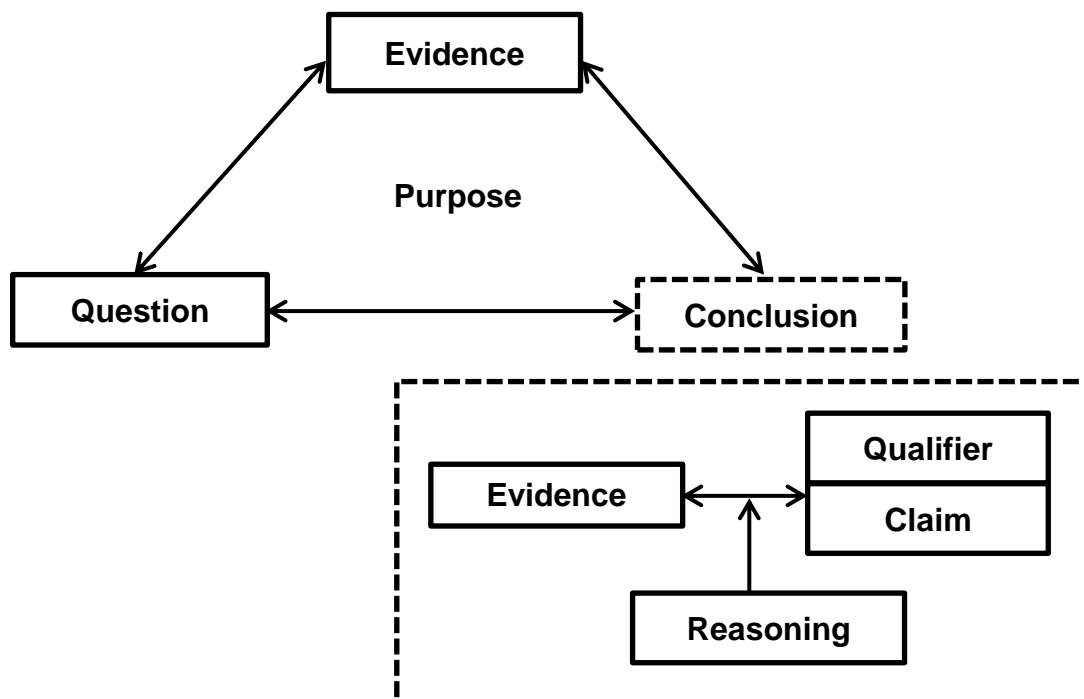 Evidence
Purpose
Question
Conclusion
Qualifier
Evidence
Claim
Reasoning